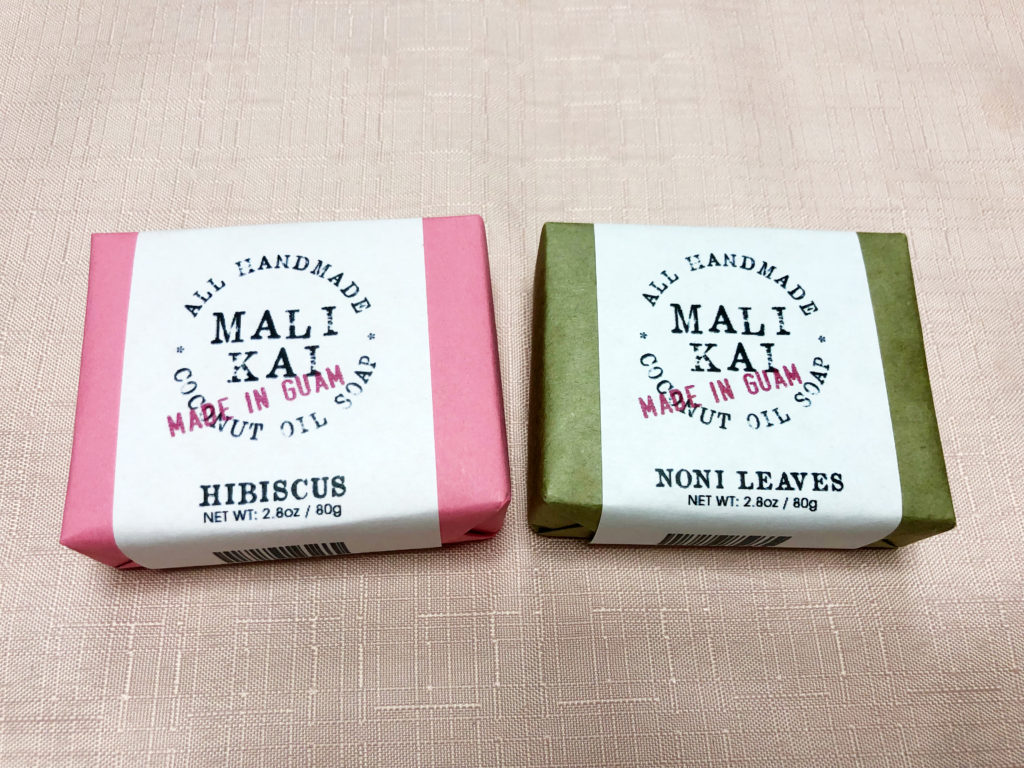 ALL HANDMADE
MALI
KAI
MADE IN GUAM
* COCONUT OIL SOAP *
HIBISCUS
NET WT: 2.8oz / 80g
ALL HANDMADE
MALI
KAI
MADE IN GUAM
* COCONUT OIL SOAP *
NONI LEAVES
NET WT: 2.8oz / 80g